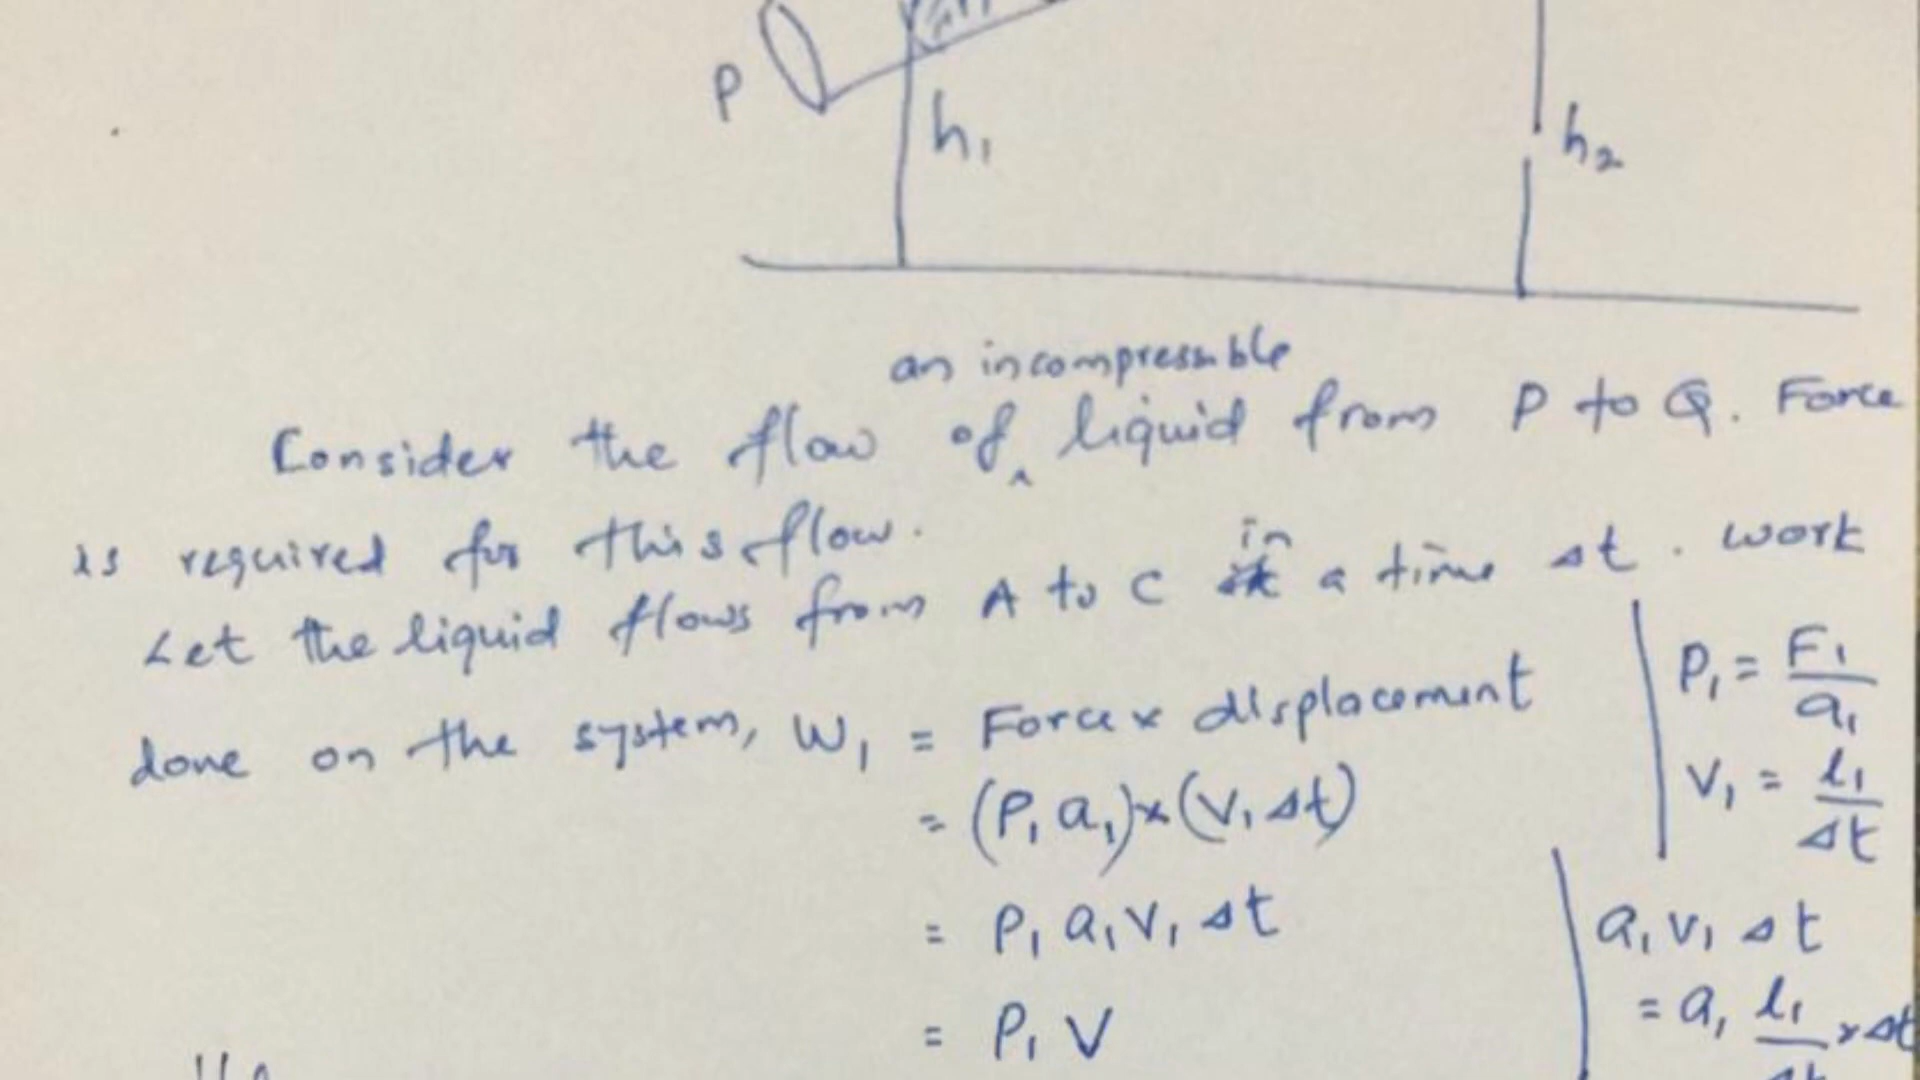 P
h₁
h₂
an incompressible
Consider the flow of ‸ liquid from P to Q. Force
is required for this flow.
in
Let the liquid flows from A to C a time Δt. work
done on the system, W₁ = Force x displacement
= (P₁ a₁) x (V₁ Δt)
= P₁ a₁ V₁ Δt
= P₁ V
P₁ = F₁ / a₁
V₁ = l₁ / Δt
a₁ V₁ Δt
= a₁ l₁ / Δt x Δt